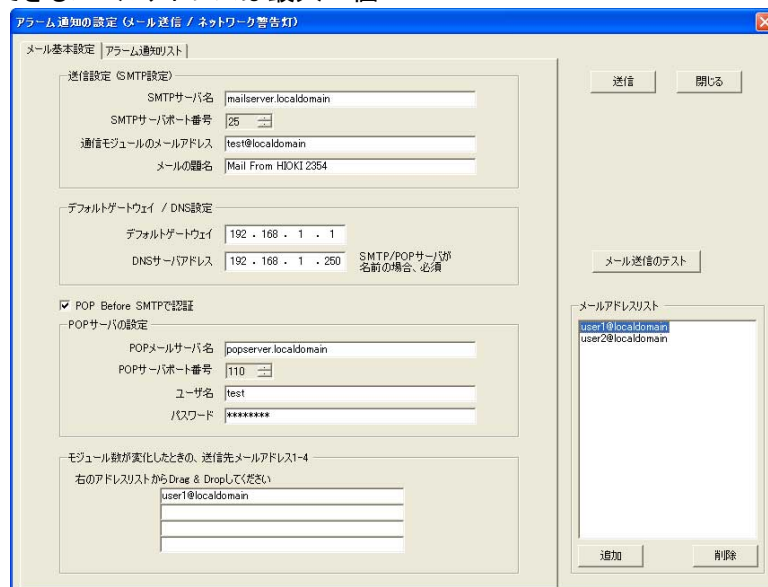 アラーム通知の設定 (メール送信 / ネットワーク警告灯)
メール基本設定 アラーム通知リスト
送信設定 (SMTP設定)
SMTPサーバ名 mailserver.localdomain
SMTPサーバポート番号 25
通信モジュールのメールアドレス test@localdomain
メールの題名 Mail From HIOKI 2354
送信 閉じる
デフォルトゲートウェイ / DNS設定
デフォルトゲートウェイ 192 . 168 . 1 . 1
DNSサーバアドレス 192 . 168 . 1 . 250
SMTP/POPサーバが
名前の場合、必須
メール送信のテスト
POP Before SMTPで認証
POPサーバの設定
POPメールサーバ名 popserver.localdomain
POPサーバポート番号 110
ユーザ名 test
パスワード ********
メールアドレスリスト
user1@localdomain
user2@localdomain
モジュール数が変化したときの、送信先メールアドレス1-4
右のアドレスリストからDrag & Dropしてください
user1@localdomain
追加 削除